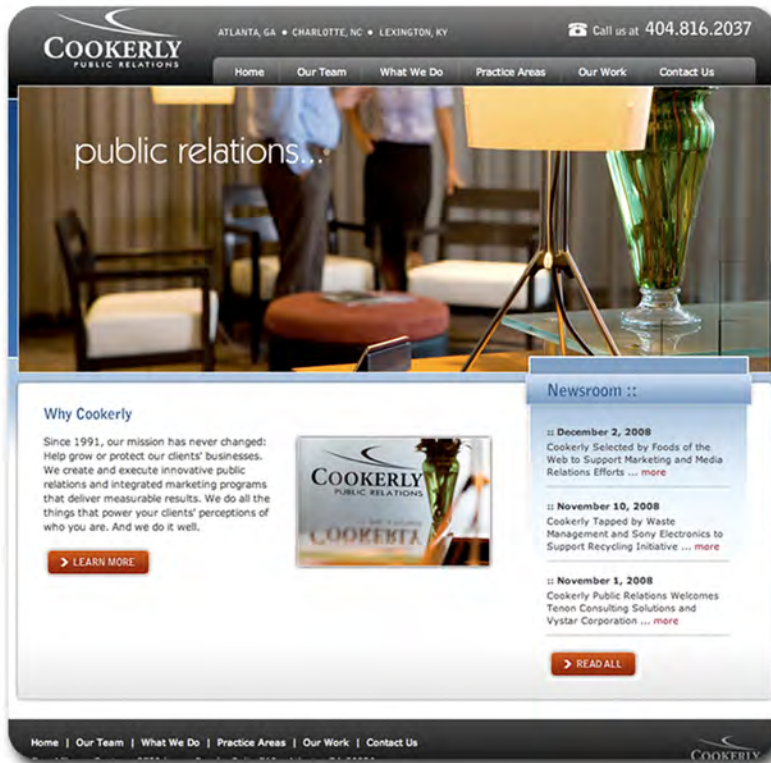 COOKERLY
PUBLIC RELATIONS
ATLANTA, GA • CHARLOTTE, NC • LEXINGTON, KY
Call us at 404.816.2037
Home Our Team What We Do Practice Areas Our Work Contact Us
public relations...
Why Cookerly
Since 1991, our mission has never changed:
Help grow or protect our clients' businesses.
We create and execute innovative public
relations and integrated marketing programs
that deliver measurable results. We do all the
things that power your clients' perceptions of
who you are. And we do it well.
LEARN MORE
COOKERLY
PUBLIC RELATIONS
COOKERLY
Newsroom ::
:: December 2, 2008
Cookerly Selected by Foods of the
Web to Support Marketing and Media
Relations Efforts ... more
:: November 10, 2008
Cookerly Tapped by Waste
Management and Sony Electronics to
Support Recycling Initiative ... more
:: November 1, 2008
Cookerly Public Relations Welcomes
Tenon Consulting Solutions and
Vystar Corporation ... more
READ ALL
Home | Our Team | What We Do | Practice Areas | Our Work | Contact Us
COOKERLY